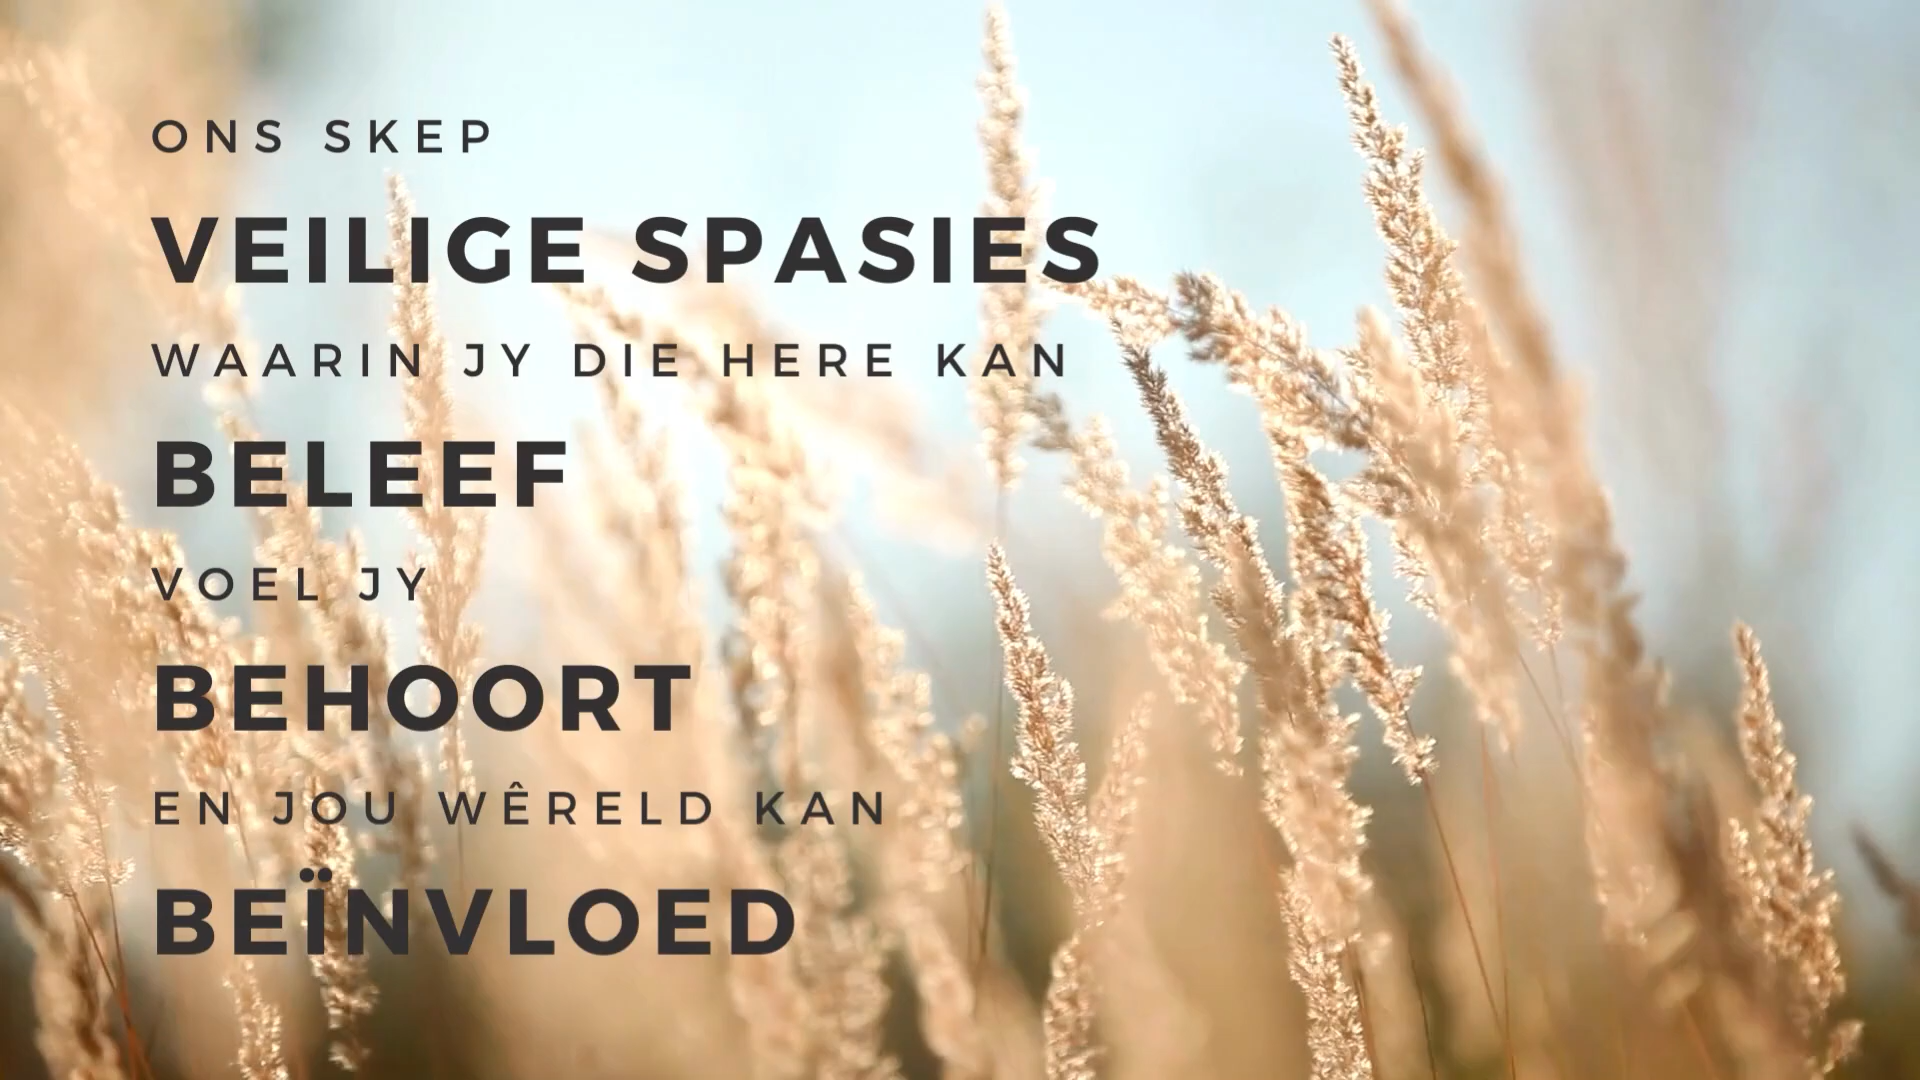 ONS SKEP
VEILIGE SPASIES
WAARIN JY DIE HERE KAN
BELEEF
VOEL JY
BEHOORT
EN JOU WÊRELD KAN
BEÏNVLOED